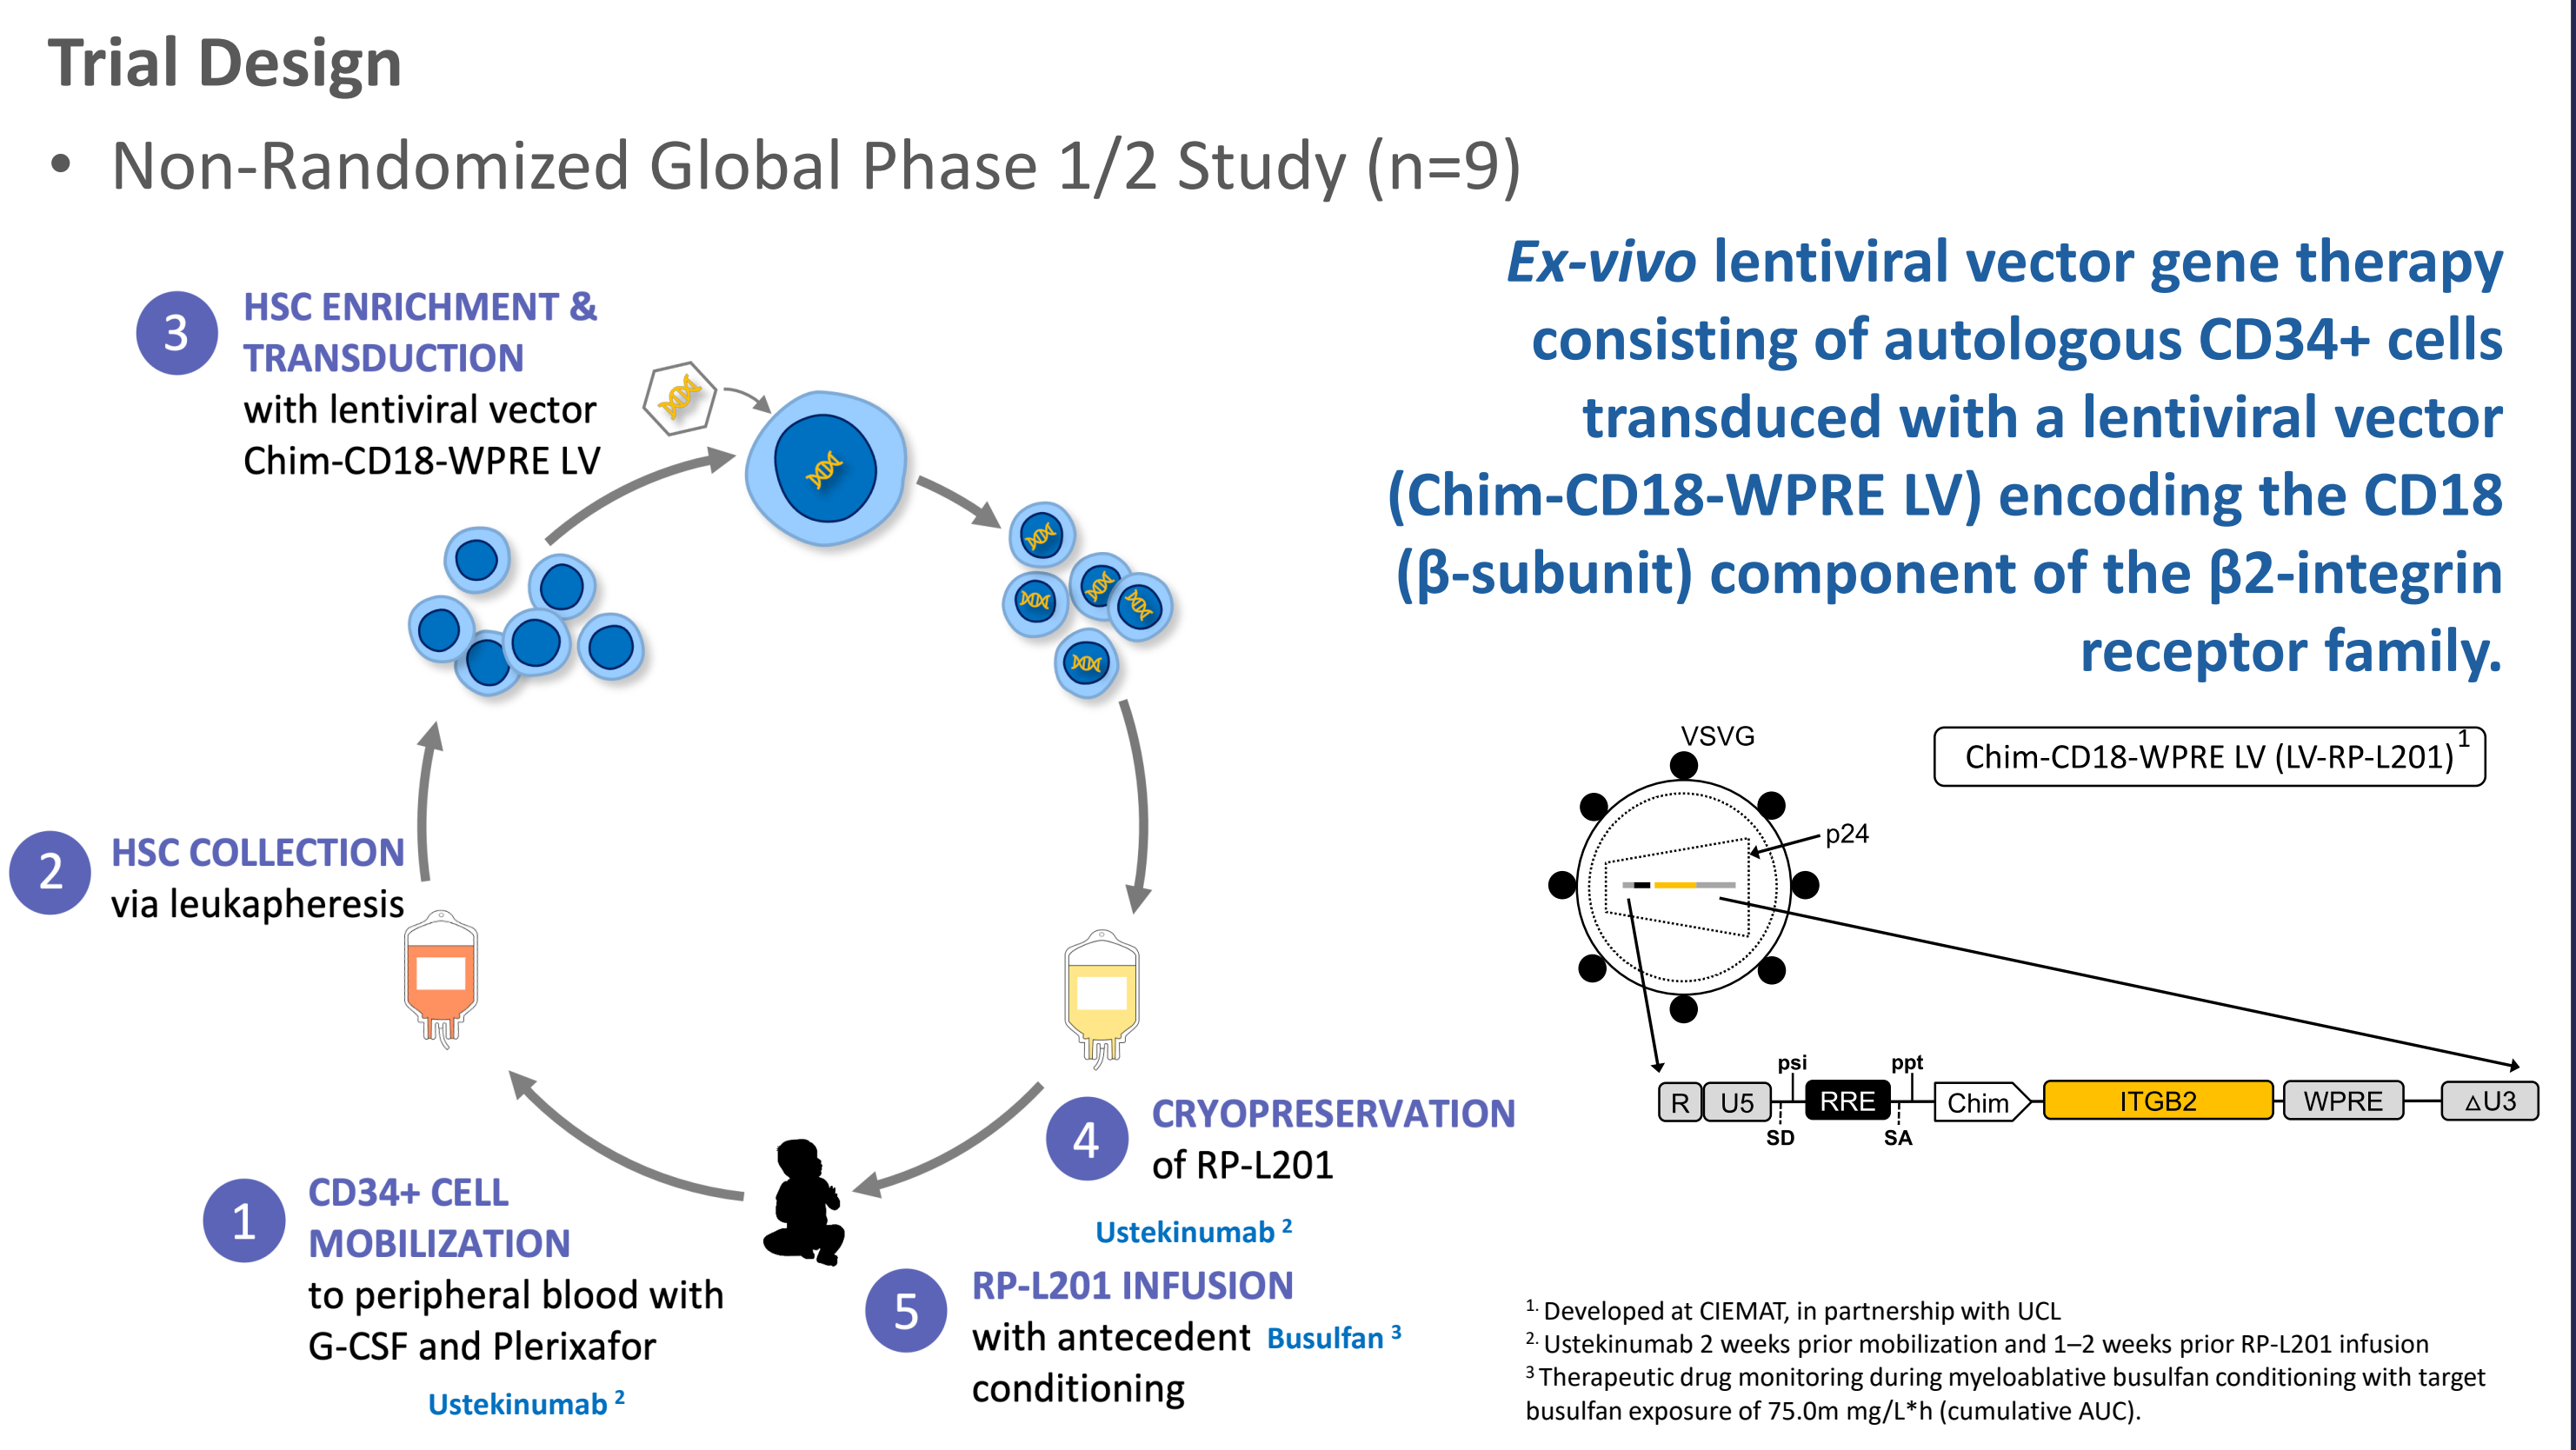 Trial Design
• Non-Randomized Global Phase 1/2 Study (n=9)
3
HSC ENRICHMENT &
TRANSDUCTION
with lentiviral vector
Chim-CD18-WPRE LV
2
HSC COLLECTION
via leukapheresis
1
CD34+ CELL
MOBILIZATION
to peripheral blood with
G-CSF and Plerixafor
Ustekinumab 2
4
CRYOPRESERVATION
of RP-L201
Ustekinumab 2
5
RP-L201 INFUSION
with antecedent Busulfan 3
conditioning
Ex-vivo lentiviral vector gene therapy
consisting of autologous CD34+ cells
transduced with a lentiviral vector
(Chim-CD18-WPRE LV) encoding the CD18
(β-subunit) component of the β2-integrin
receptor family.
VSVG
Chim-CD18-WPRE LV (LV-RP-L201)1
p24
psi ppt
R U5 RRE Chim ITGB2 WPRE ΔU3
SD SA
1. Developed at CIEMAT, in partnership with UCL
2. Ustekinumab 2 weeks prior mobilization and 1–2 weeks prior RP-L201 infusion
3 Therapeutic drug monitoring during myeloablative busulfan conditioning with target
busulfan exposure of 75.0m mg/L*h (cumulative AUC).